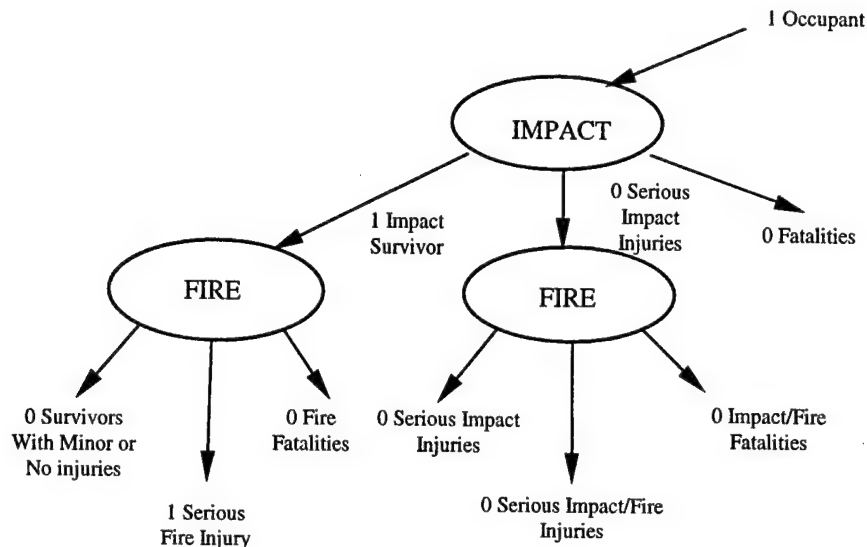 1 Occupant
IMPACT
1 Impact
Survivor
0 Serious
Impact
Injuries
0 Fatalities
FIRE
FIRE
0 Survivors
With Minor or
No injuries
0 Fire
Fatalities
0 Serious Impact
Injuries
0 Impact/Fire
Fatalities
1 Serious
Fire Injury
0 Serious Impact/Fire
Injuries